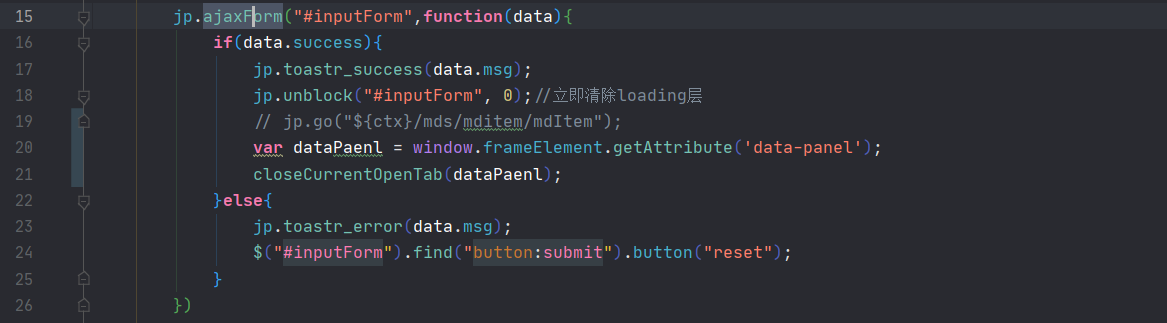 15 jp.ajaxForm("#inputForm",function(data){
16 if(data.success){
17 jp.toastr_success(data.msg);
18 jp.unblock("#inputForm", 0);//立即清除loading层
19 // jp.go("${ctx}/mds/mditem/mdItem");
20 var dataPaenl = window.frameElement.getAttribute('data-panel');
21 closeCurrentOpenTab(dataPaenl);
22 }else{
23 jp.toastr_error(data.msg);
24 $("#inputForm").find("button:submit").button("reset");
25 }
26 })